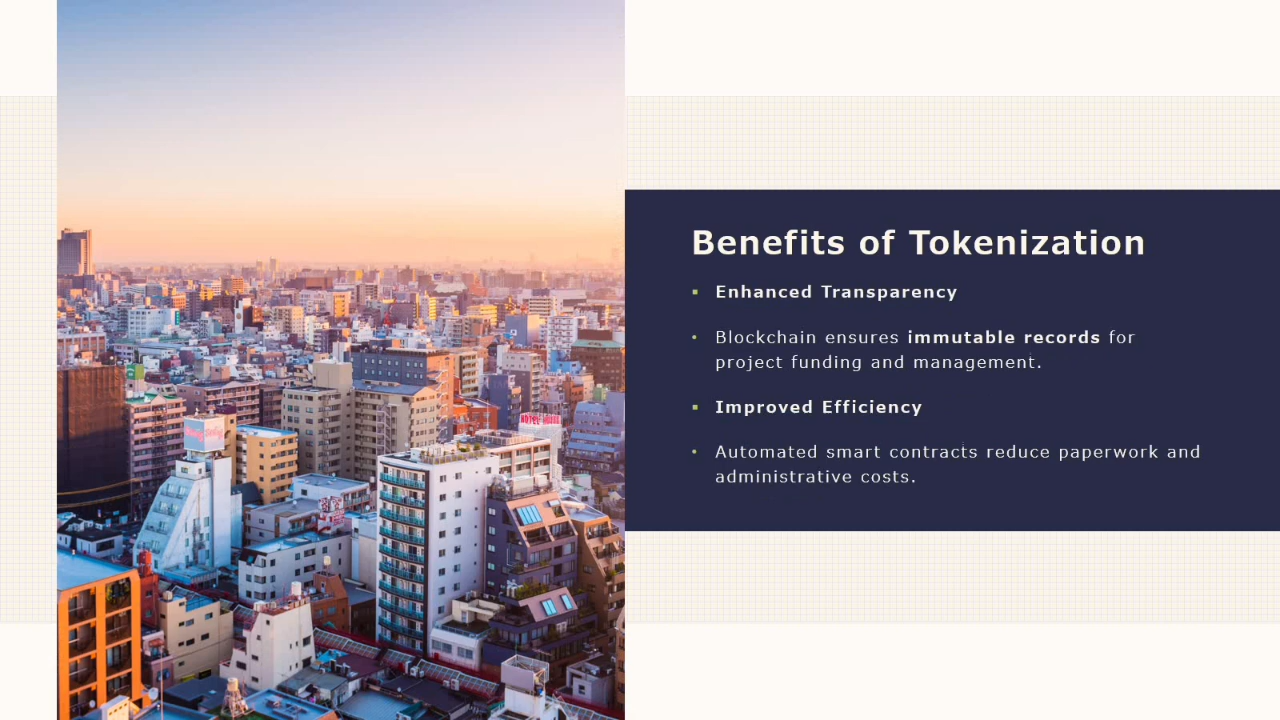 Benefits of Tokenization
▪ Enhanced Transparency
• Blockchain ensures immutable records for
project funding and management.
▪ Improved Efficiency
• Automated smart contracts reduce paperwork and
administrative costs.